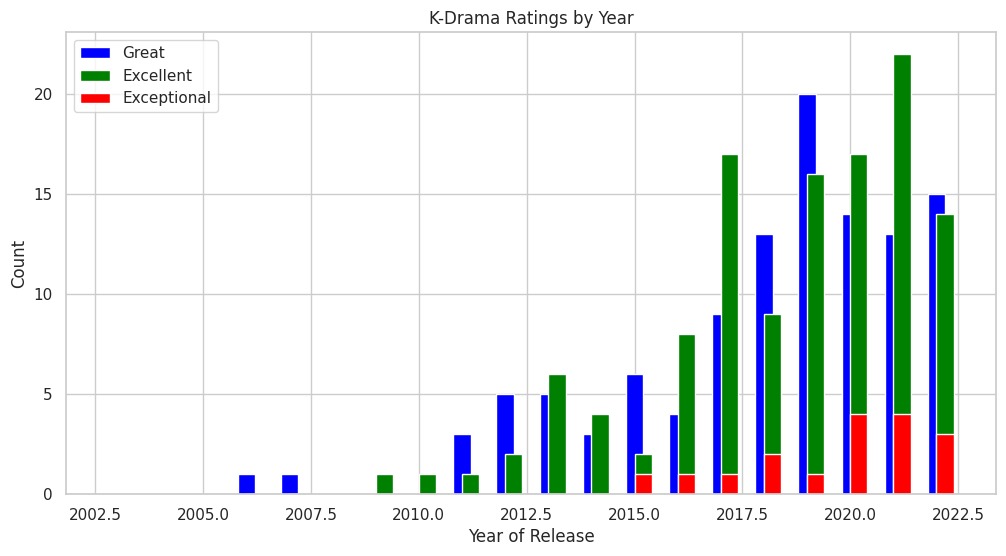 K-Drama Ratings by Year
Great
Excellent
Exceptional
Count
20
15
10
5
0
2002.5 2005.0 2007.5 2010.0 2012.5 2015.0 2017.5 2020.0 2022.5
Year of Release